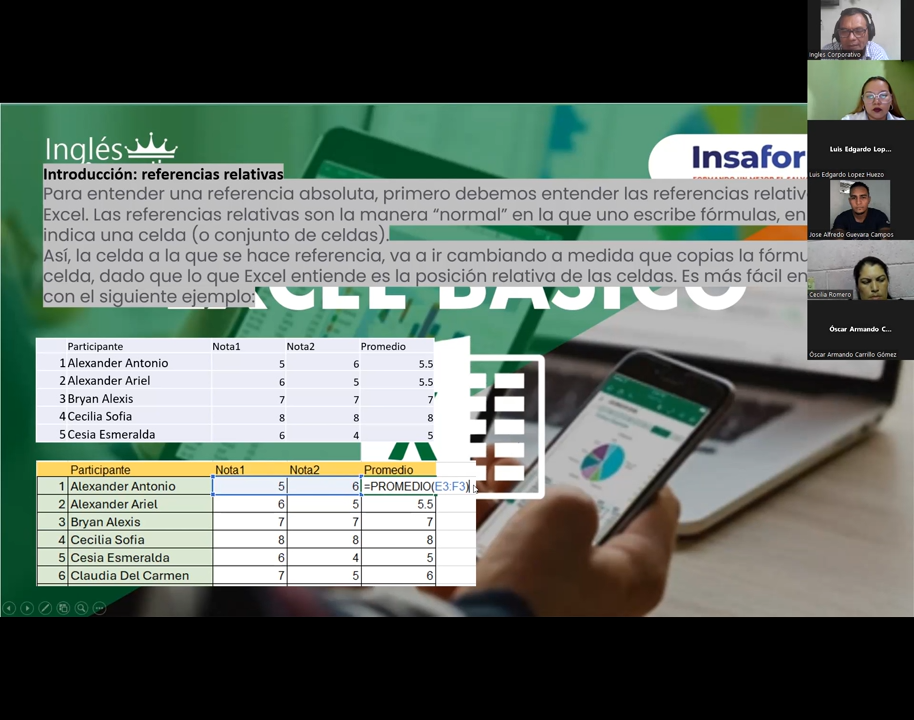 Inglés
Insafor
Introducción: referencias relativas
Para entender una referencia absoluta, primero debemos entender las referencias relativ
Excel. Las referencias relativas son la manera “normal” en la que uno escribe fórmulas, en
indica una celda (o conjunto de celdas).
Así, la celda a la que se hace referencia, va a ir cambiando a medida que copias la fórmu
celda, dado que lo que Excel entiende es la posición relativa de las celdas. Es más fácil en
con el siguiente ejemplo:
Participante Nota1 Nota2 Promedio
1 Alexander Antonio 5 6 5.5
2 Alexander Ariel 6 5 5.5
3 Bryan Alexis 7 7 7
4 Cecilia Sofia 8 8 8
5 Cesia Esmeralda 6 4 5
Participante Nota1 Nota2 Promedio
1 Alexander Antonio 5 6 =PROMEDIO(E3:F3)
2 Alexander Ariel 6 5 5.5
3 Bryan Alexis 7 7 7
4 Cecilia Sofia 8 8 8
5 Cesia Esmeralda 6 4 5
6 Claudia Del Carmen 7 5 6
Ingles Corporativo
Luis Edgardo Lop...
Luis Edgardo Lopez Huezo
Jose Alfredo Guevara Campos
Cecilia Romero
Óscar Armando C...
Óscar Armando Carrillo Gómez